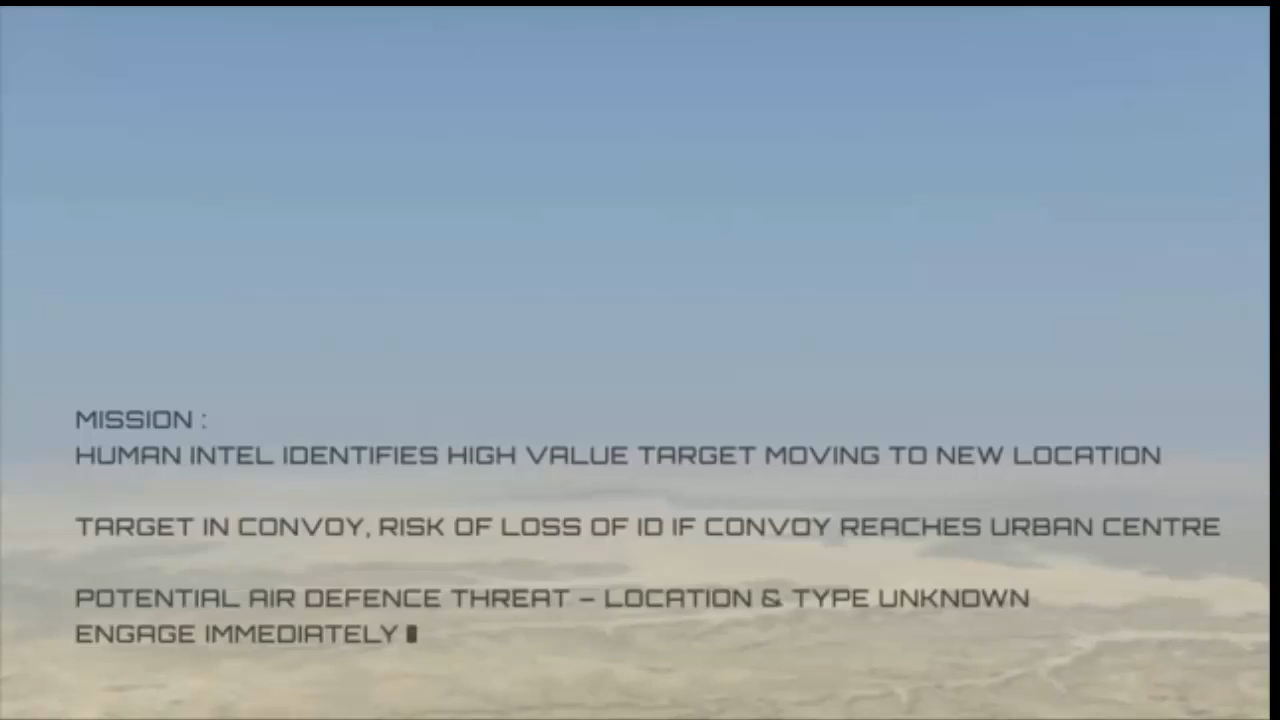 MISSION :
HUMAN INTEL IDENTIFIES HIGH VALUE TARGET MOVING TO NEW LOCATION
TARGET IN CONVOY, RISK OF LOSS OF ID IF CONVOY REACHES URBAN CENTRE
POTENTIAL AIR DEFENCE THREAT – LOCATION & TYPE UNKNOWN
ENGAGE IMMEDIATELY